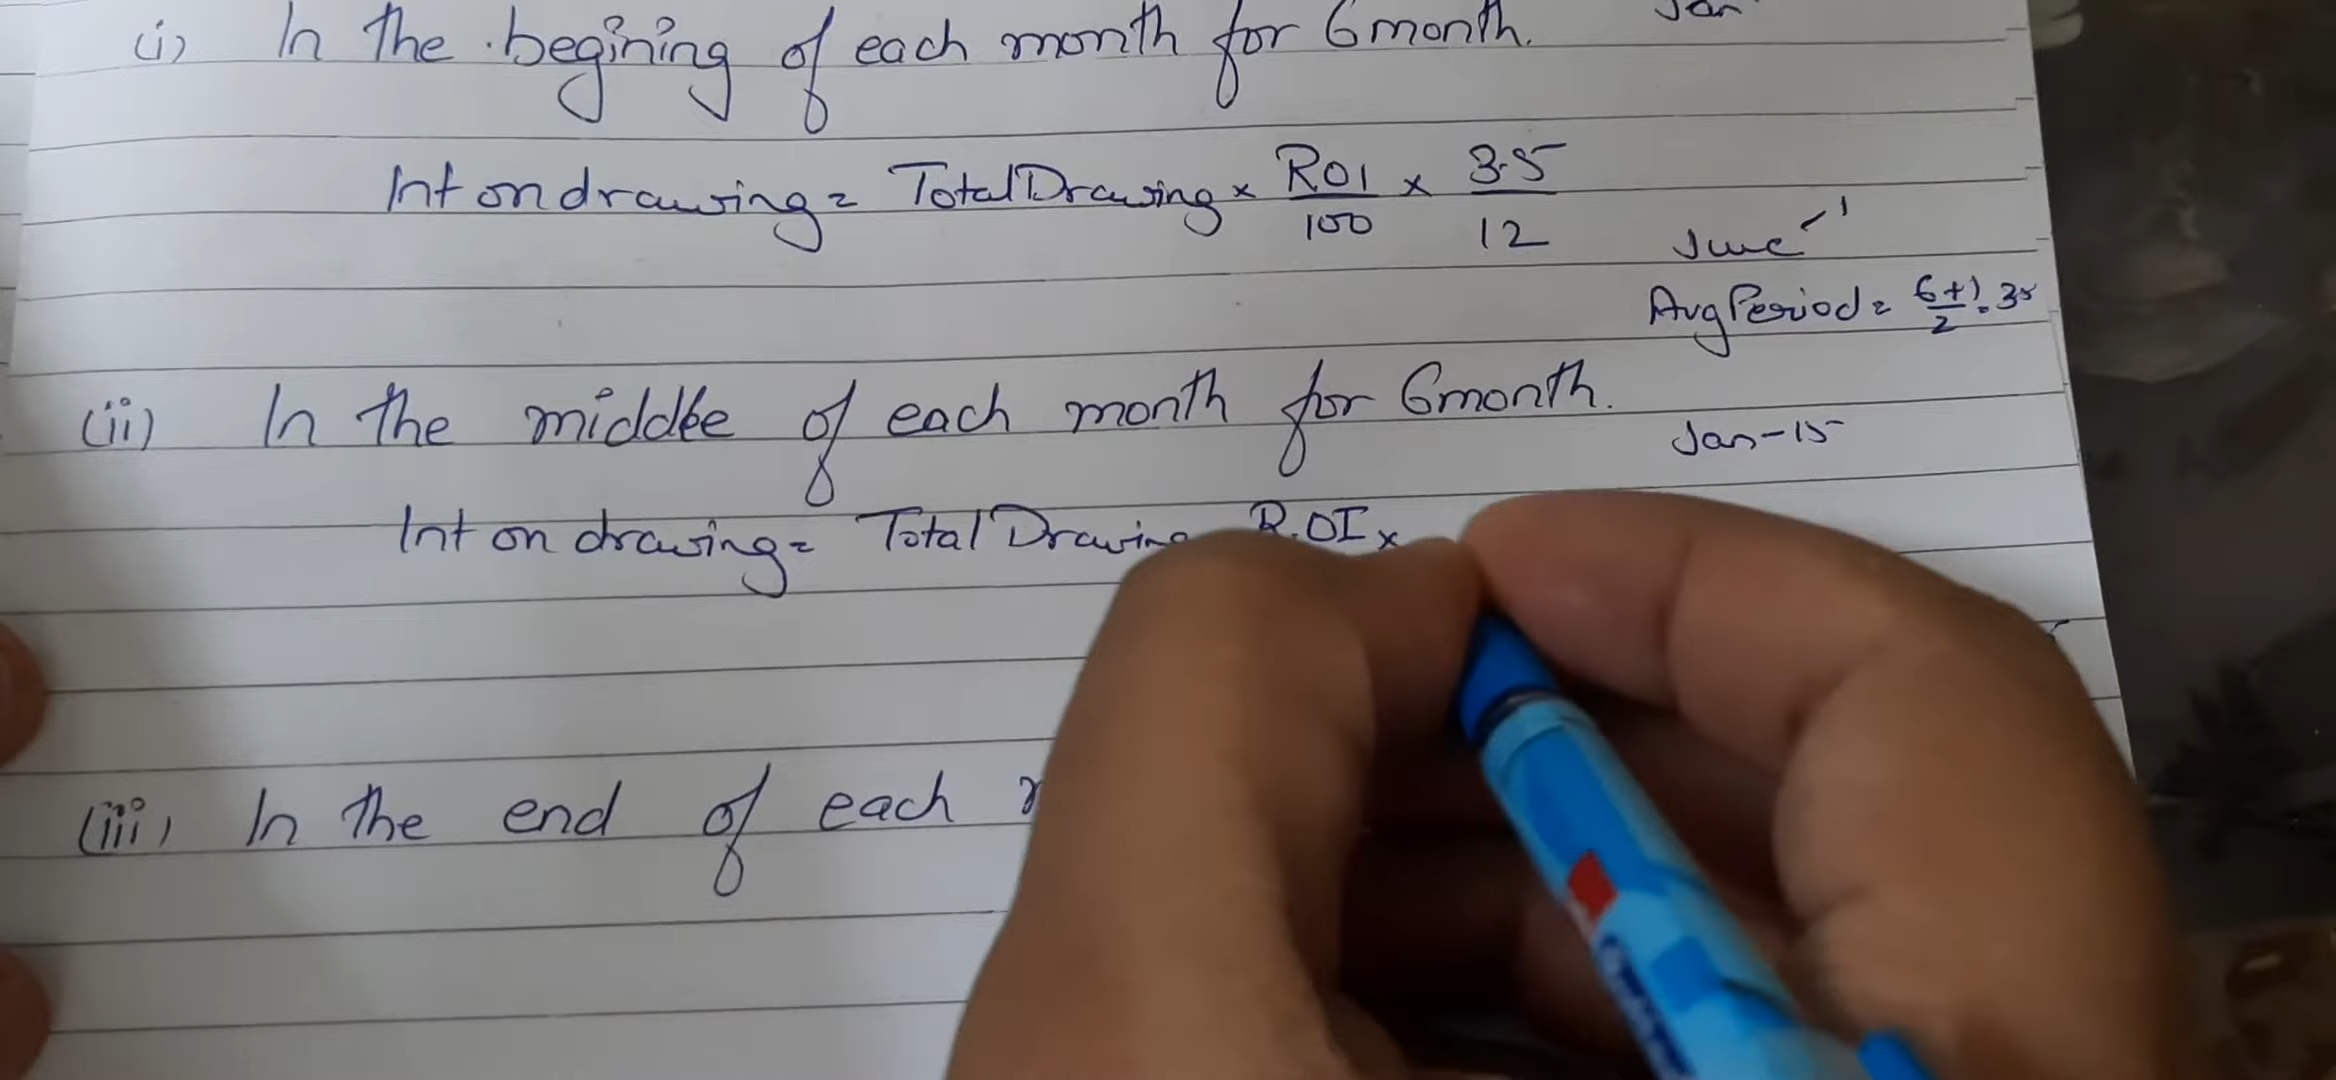 (i) In the begining of each month for 6 month. Jan
Int on drawing = Total Drawing × ROI/100 × 3.5/12
June - 1
Avg Period = 6+1/2 = 3.5
(ii) In the middle of each month for 6 month.
Jan - 15
Int on drawing = Total Drawing R.OI ×
(iii) In the end of each